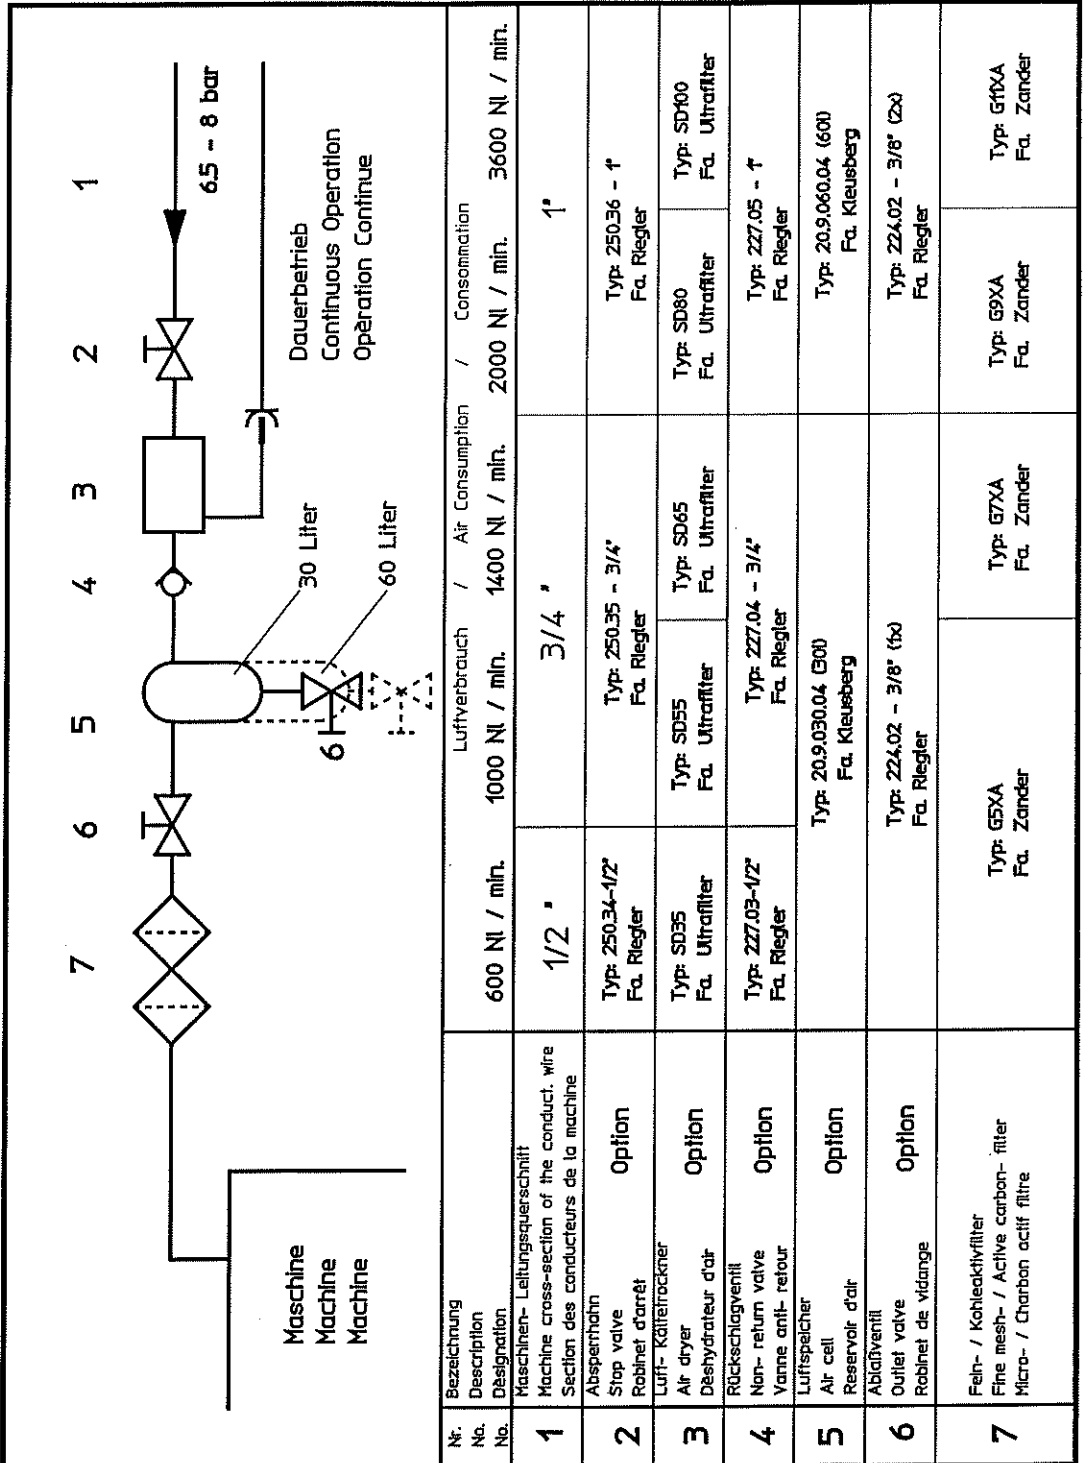 7 6 5 4 3 2 1
6.5 - 8 bar
Dauerbetrieb
Continuous Operation
Opèration Continue
30 Liter
60 Liter
6
Maschine
Machine
Machine
Nr. Bezeichnung
No. Description
No. Dèsignation
Luftverbrauch / Air Consumption / Consommation
600 Nl / min. 1000 Nl / min. 1400 Nl / min. 2000 Nl / min. 3600 Nl / min.
1
Maschinen- Leitungsquerschnitt
Machine cross-section of the conduct. wire
Section des conducteurs de la machine
1/2 " 3/4 " 1"
2
Absperrhahn
Stop valve Option
Robinet d'arrêt
Typ: 250.34-1/2"
Fa. Riegler
Typ: 250.35 - 3/4"
Fa. Riegler
Typ: 250.36 - 1"
Fa. Riegler
3
Luft- Kältetrockner
Air dryer Option
Dèshydrateur d'air
Typ: SD35
Fa. Ultrafilter
Typ: SD55
Fa. Ultrafilter
Typ: SD65
Fa. Ultrafilter
Typ: SD80
Fa. Ultrafilter
Typ: SD100
Fa. Ultrafilter
4
Rückschlagventil
Non- return valve Option
Vanne anti- retour
Typ: 227.03-1/2"
Fa. Riegler
Typ: 227.04 - 3/4"
Fa. Riegler
Typ: 227.05 - 1"
Fa. Riegler
5
Luftspeicher
Air cell Option
Reservoir d'air
Typ: 20.9.030.04 (30l)
Fa. Kleusberg
Typ: 20.9.060.04 (60l)
Fa. Kleusberg
6
Ablaßventil
Outlet valve Option
Robinet de vidange
Typ: 224.02 - 3/8" (1x)
Fa. Riegler
Typ: 224.02 - 3/8" (2x)
Fa. Riegler
7
Fein- / Kohleaktivfilter
Fine mesh- / Active carbon- filter
Micro- / Charbon actif filtre
Typ: G5XA
Fa. Zander
Typ: G7XA
Fa. Zander
Typ: G9XA
Fa. Zander
Typ: G11XA
Fa. Zander